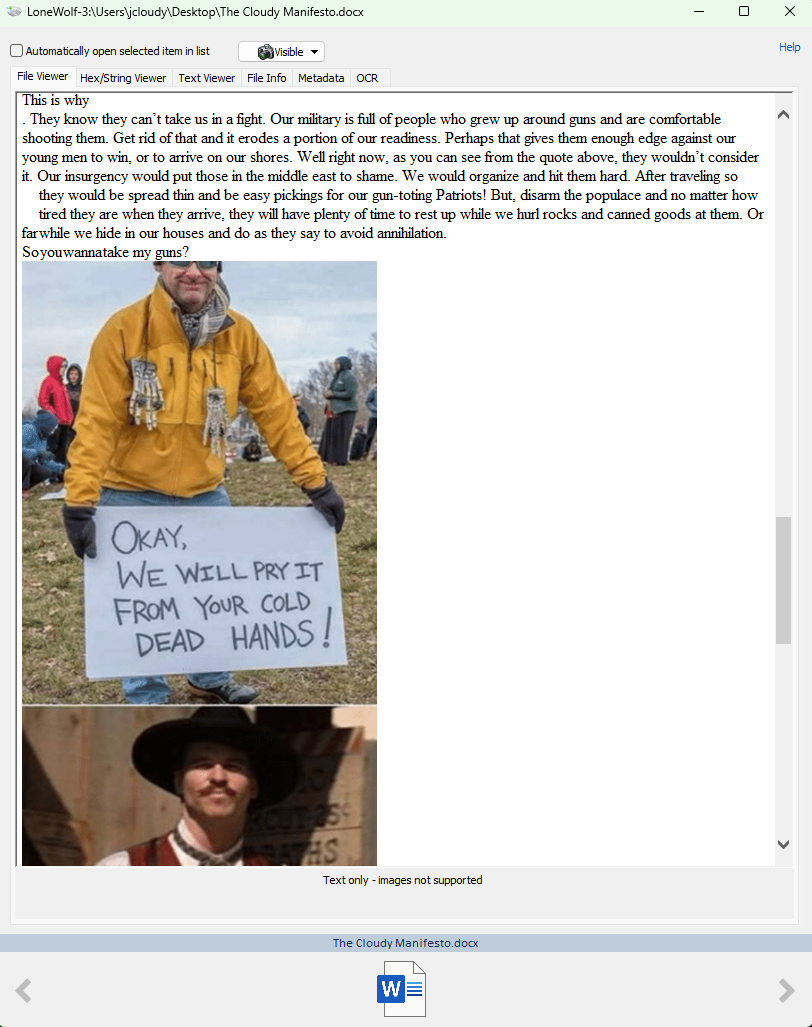 LoneWolf-3:\Users\jcloudy\Desktop\The Cloudy Manifesto.docx
Automatically open selected item in list
Visible
Help
File Viewer
Hex/String Viewer
Text Viewer
File Info
Metadata
OCR
This is why
. They know they can’t take us in a fight. Our military is full of people who grew up around guns and are comfortable
shooting them. Get rid of that and it erodes a portion of our readiness. Perhaps that gives them enough edge against our
young men to win, or to arrive on our shores. Well right now, as you can see from the quote above, they wouldn’t consider
it. Our insurgency would put those in the middle east to shame. We would organize and hit them hard. After traveling so
they would be spread thin and be easy pickings for our gun-toting Patriots! But, disarm the populace and no matter how
tired they are when they arrive, they will have plenty of time to rest up while we hurl rocks and canned goods at them. Or
farwhile we hide in our houses and do as they say to avoid annihilation.
Soyouwannatake my guns?
OKAY,
WE WILL PRY IT
FROM YOUR COLD
DEAD HANDS!
Text only - images not supported
The Cloudy Manifesto.docx
W